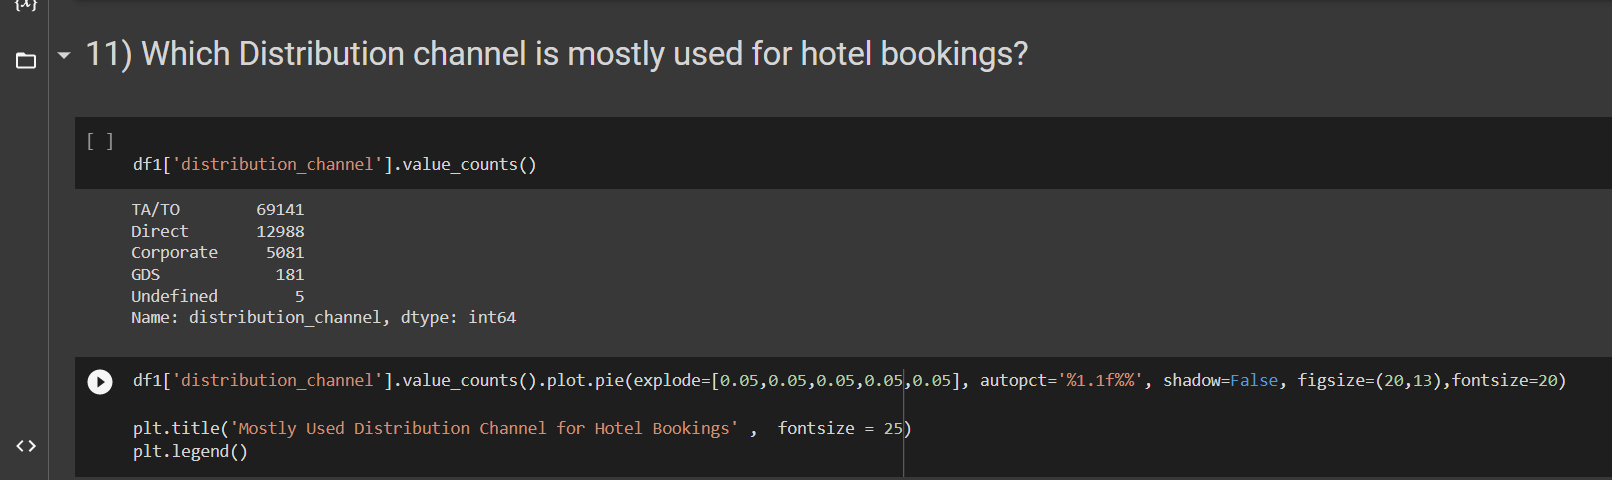 {x}
11) Which Distribution channel is mostly used for hotel bookings?
[ ]
df1['distribution_channel'].value_counts()
TA/TO        69141
Direct       12988
Corporate     5081
GDS            181
Undefined        5
Name: distribution_channel, dtype: int64
df1['distribution_channel'].value_counts().plot.pie(explode=[0.05,0.05,0.05,0.05,0.05], autopct='%1.1f%%', shadow=False, figsize=(20,13),fontsize=20)
plt.title('Mostly Used Distribution Channel for Hotel Bookings' ,  fontsize = 25)
plt.legend()
<>